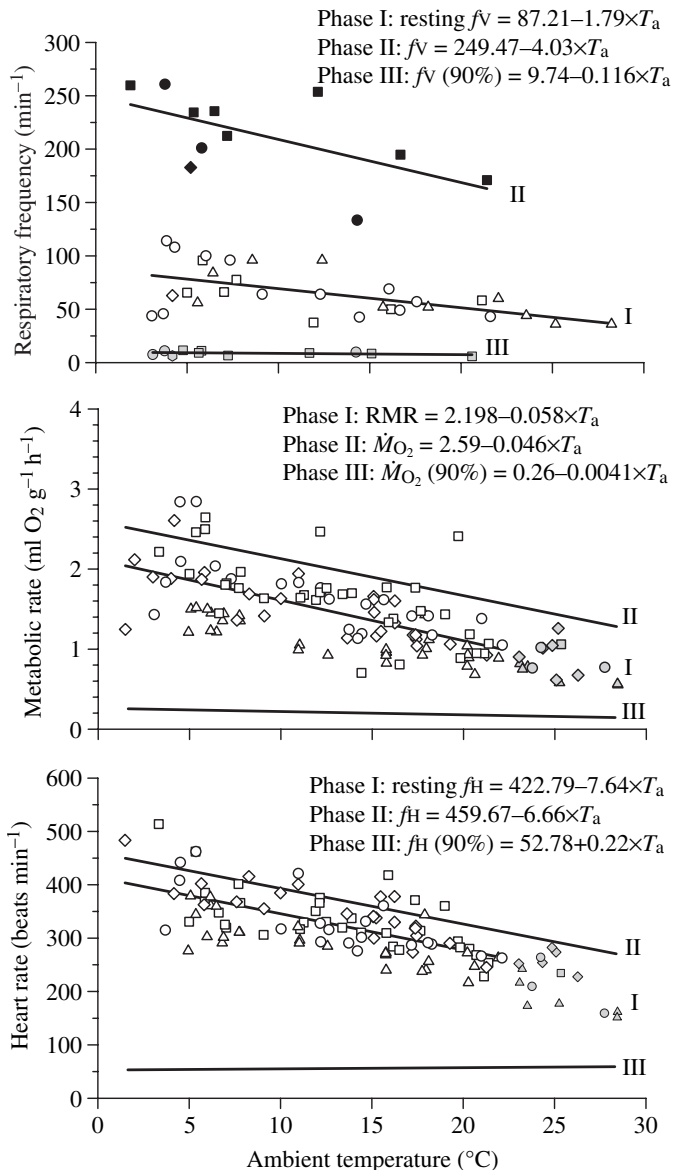 Phase I: resting fV = 87.21–1.79×Ta
Phase II: fV = 249.47–4.03×Ta
Phase III: fV (90%) = 9.74–0.116×Ta
Respiratory frequency (min–1)
300
250
200
150
100
50
0
II
I
III
Phase I: RMR = 2.198–0.058×Ta
Phase II: ṀO2 = 2.59–0.046×Ta
Phase III: ṀO2 (90%) = 0.26–0.0041×Ta
Metabolic rate (ml O2 g–1 h–1)
4
3
2
1
0
II
I
III
Phase I: resting fH = 422.79–7.64×Ta
Phase II: fH = 459.67–6.66×Ta
Phase III: fH (90%) = 52.78+0.22×Ta
Heart rate (beats min–1)
600
500
400
300
200
100
0
II
I
III
0 5 10 15 20 25 30
Ambient temperature (°C)